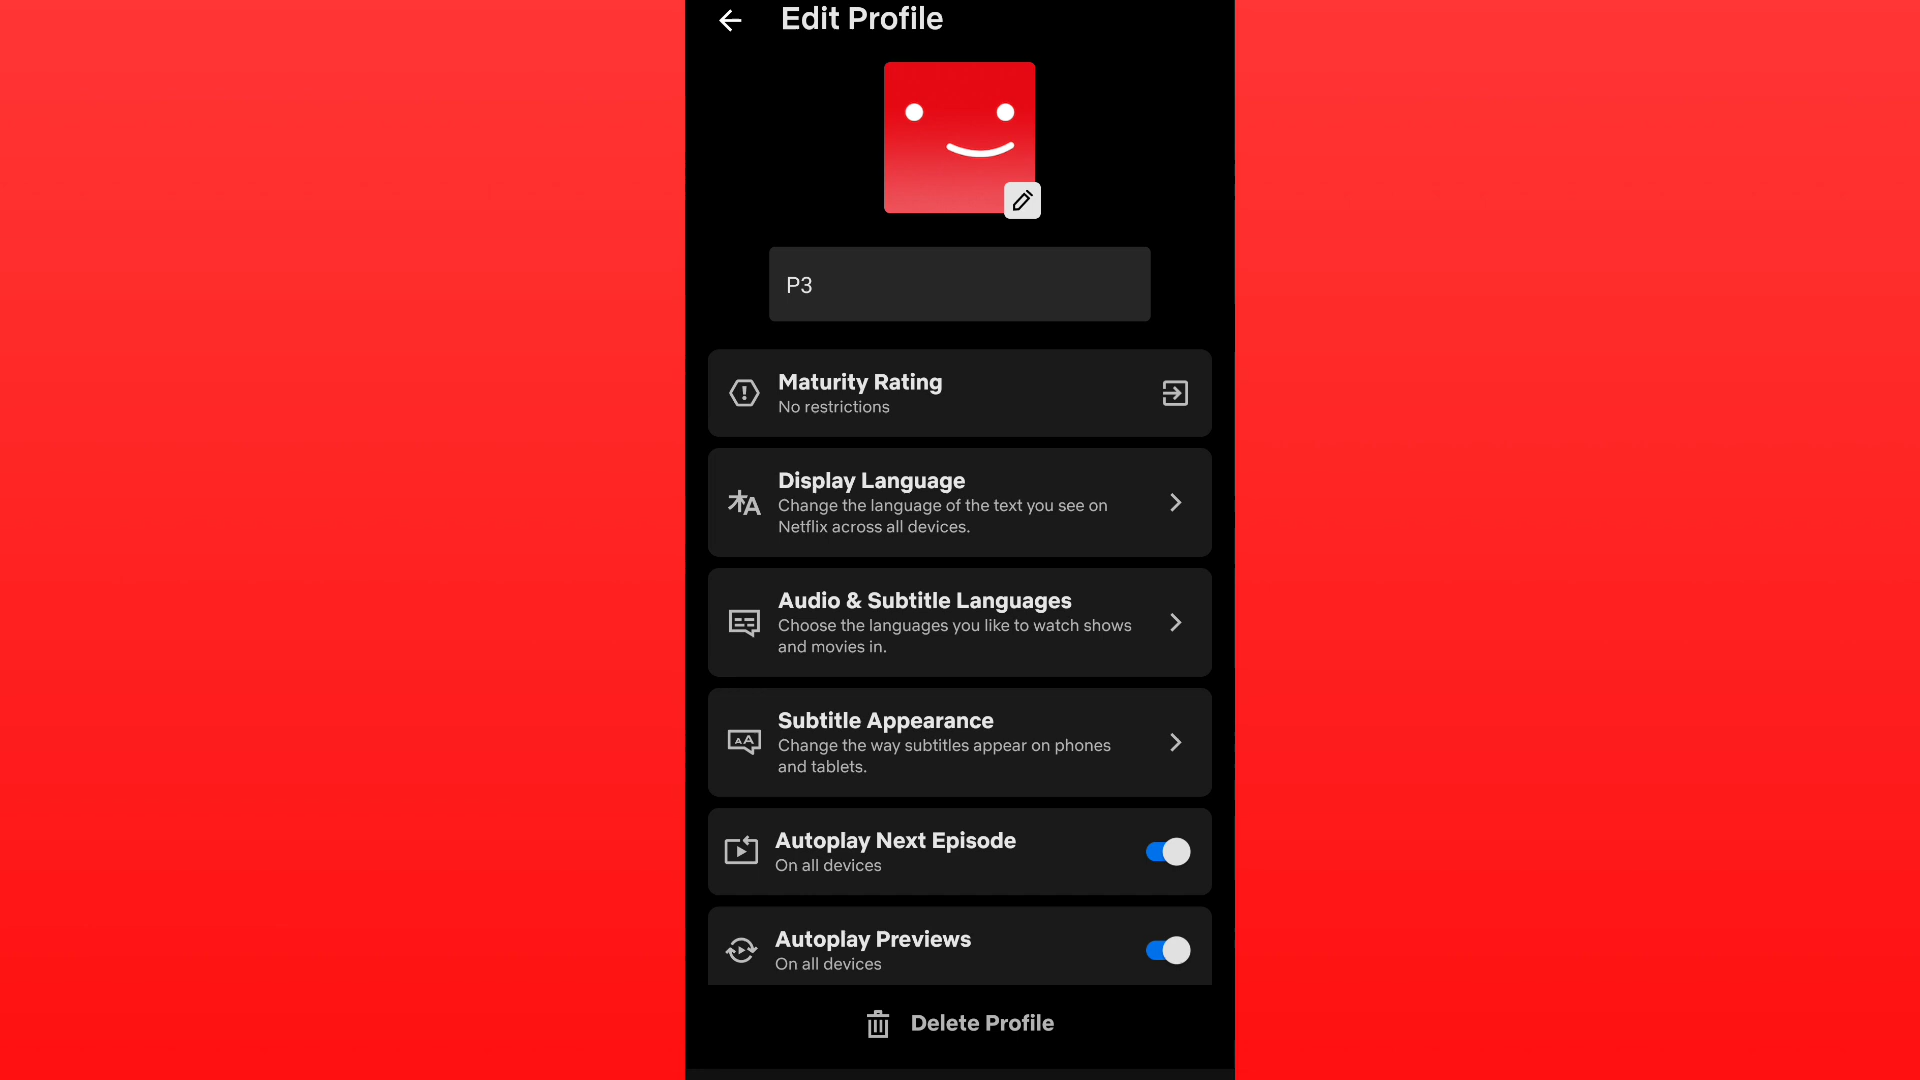 Edit Profile
P3
Maturity Rating
No restrictions
Display Language
Change the language of the text you see on
Netflix across all devices.
Audio & Subtitle Languages
Choose the languages you like to watch shows
and movies in.
Subtitle Appearance
Change the way subtitles appear on phones
and tablets.
Autoplay Next Episode
On all devices
Autoplay Previews
On all devices
Delete Profile